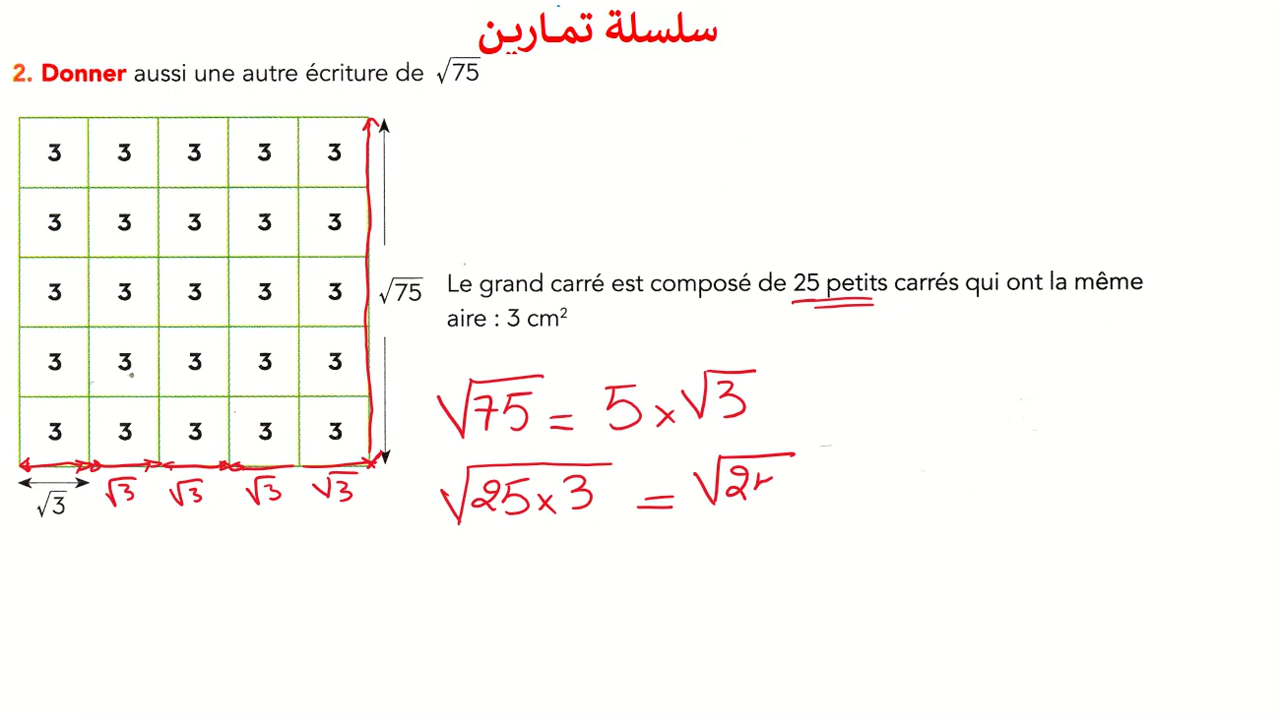 سلسلة تمارين
2. Donner aussi une autre écriture de √75
3 3 3 3 3
3 3 3 3 3
3 3 3 3 3
√75
Le grand carré est composé de 25 petits carrés qui ont la même
aire : 3 cm²
3 3 3 3 3
3 3 3 3 3
√3 √3 √3 √3 √3
√75 = 5 × √3
√25 × 3 = √2